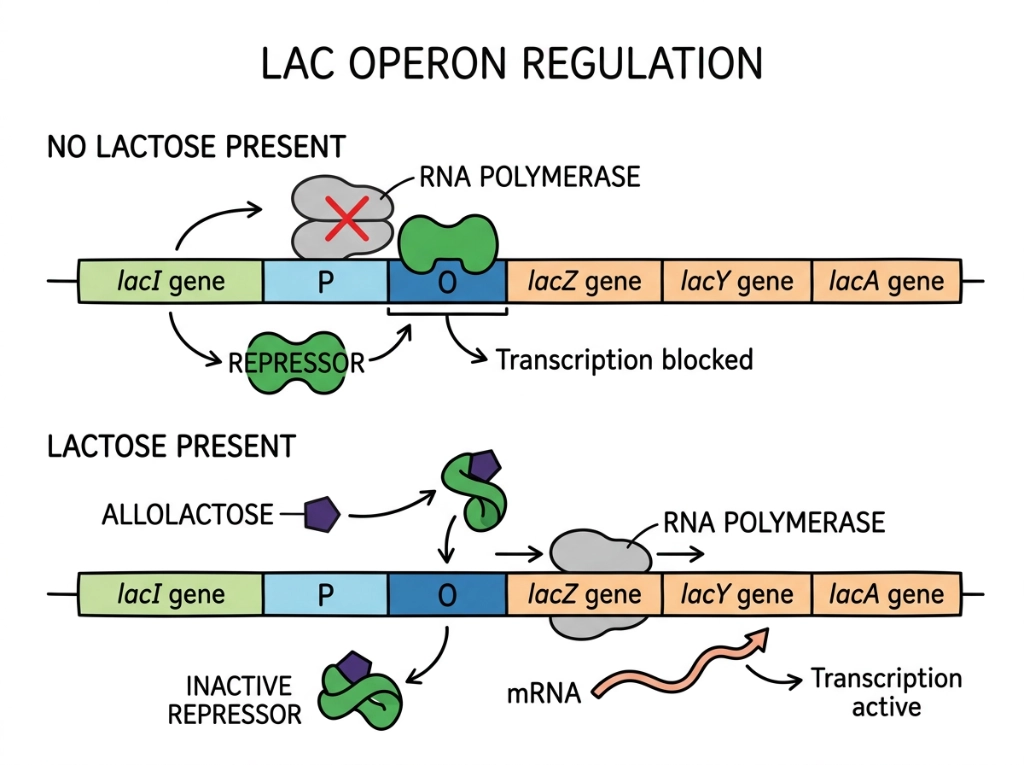 LAC OPERON REGULATION
NO LACTOSE PRESENT
RNA POLYMERASE
lacI gene P O lacZ gene lacY gene lacA gene
REPRESSOR
Transcription blocked
LACTOSE PRESENT
ALLOLACTOSE
RNA POLYMERASE
lacI gene P O lacZ gene lacY gene lacA gene
INACTIVE
REPRESSOR
mRNA
Transcription
active